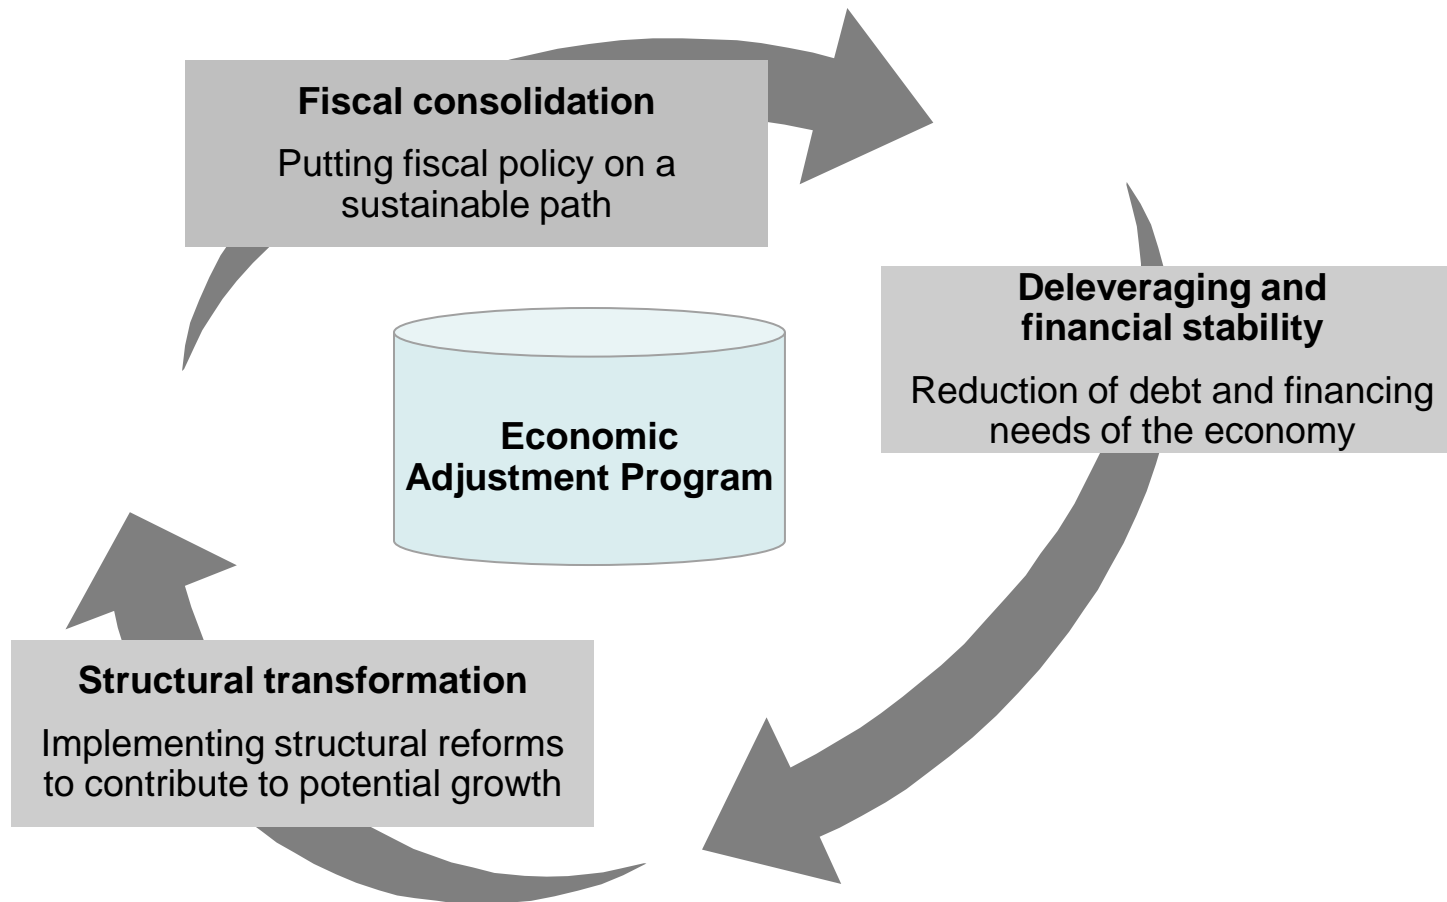 Fiscal consolidation
Putting fiscal policy on a
sustainable path
Deleveraging and
financial stability
Reduction of debt and financing
needs of the economy
Economic
Adjustment Program
Structural transformation
Implementing structural reforms
to contribute to potential growth